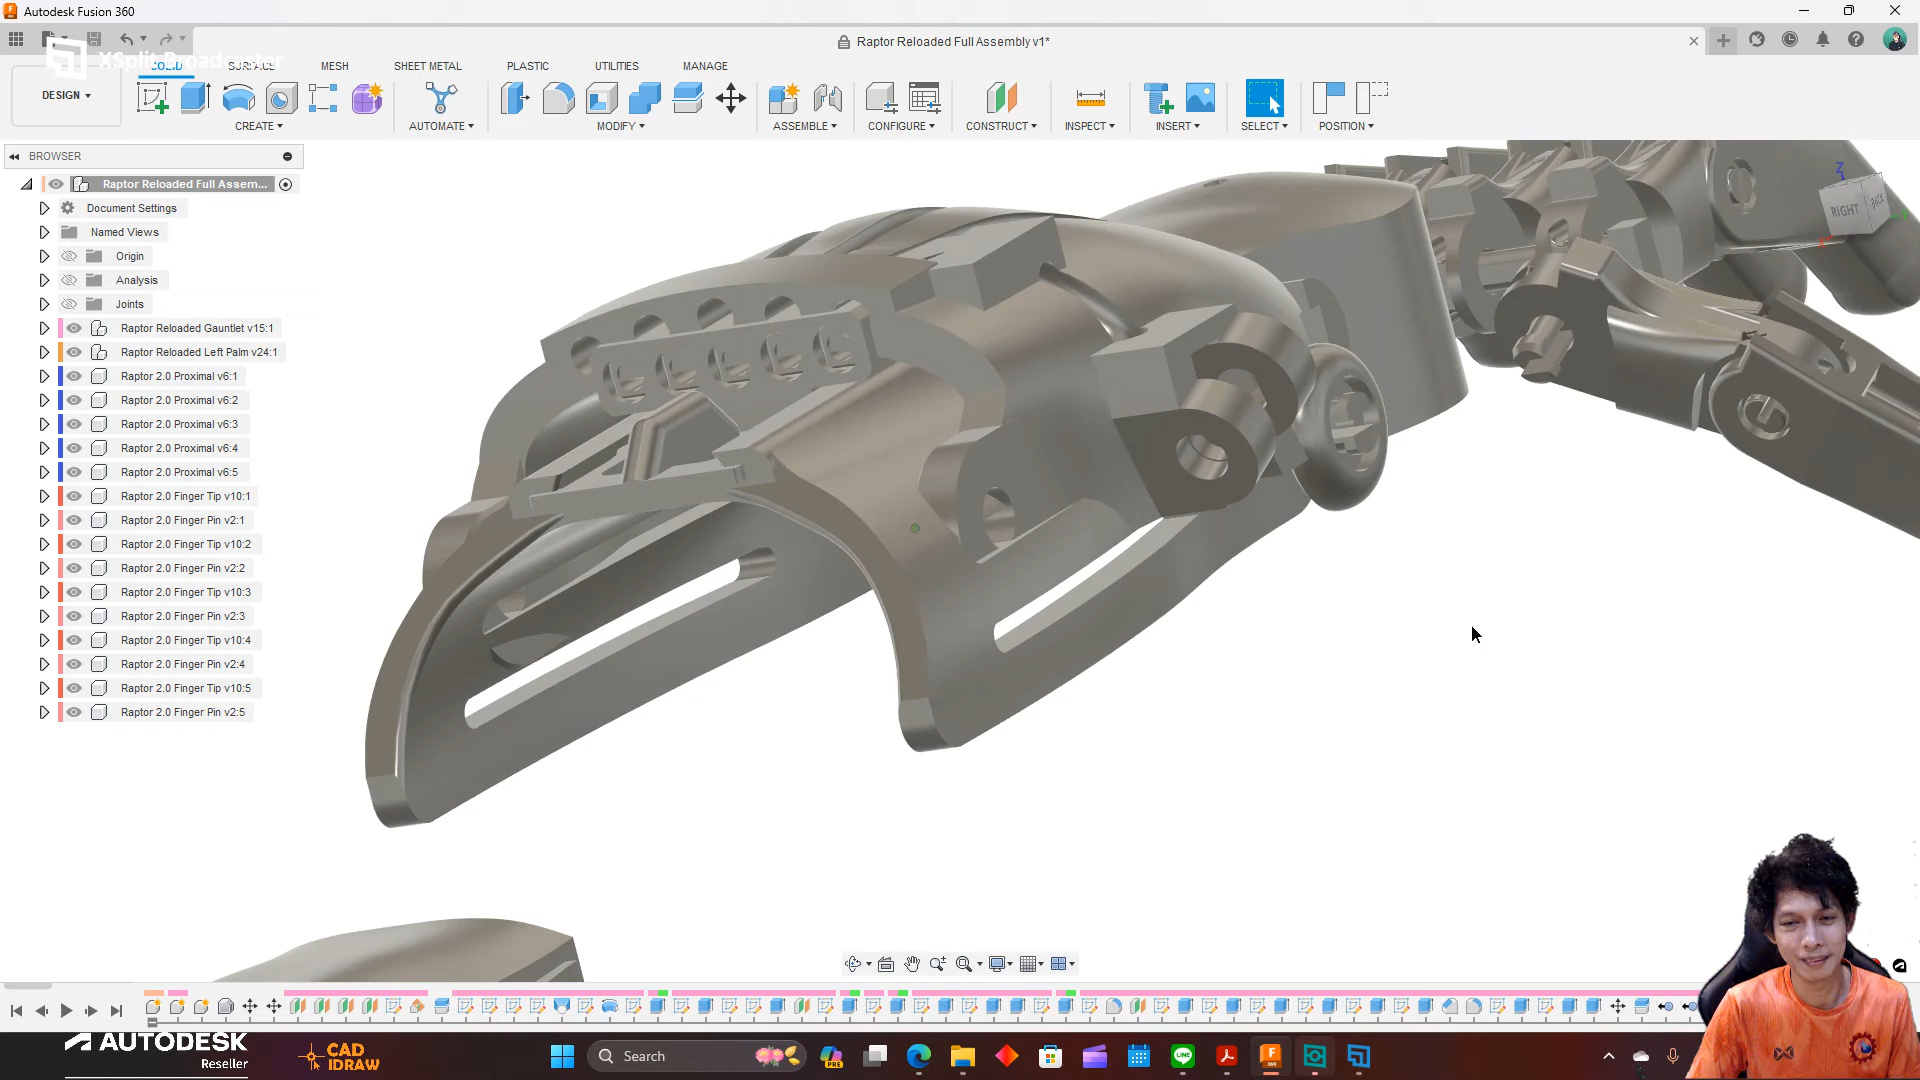 Autodesk Fusion 360
XSplit Broadcaster
Raptor Reloaded Full Assembly v1*
SOLID
SURFACE
MESH
SHEET METAL
PLASTIC
UTILITIES
MANAGE
DESIGN
CREATE
AUTOMATE
MODIFY
ASSEMBLE
CONFIGURE
CONSTRUCT
INSPECT
INSERT
SELECT
POSITION
BROWSER
Raptor Reloaded Full Assem...
Document Settings
Named Views
Origin
Analysis
Joints
Raptor Reloaded Gauntlet v15:1
Raptor Reloaded Left Palm v24:1
Raptor 2.0 Proximal v6:1
Raptor 2.0 Proximal v6:2
Raptor 2.0 Proximal v6:3
Raptor 2.0 Proximal v6:4
Raptor 2.0 Proximal v6:5
Raptor 2.0 Finger Tip v10:1
Raptor 2.0 Finger Pin v2:1
Raptor 2.0 Finger Tip v10:2
Raptor 2.0 Finger Pin v2:2
Raptor 2.0 Finger Tip v10:3
Raptor 2.0 Finger Pin v2:3
Raptor 2.0 Finger Tip v10:4
Raptor 2.0 Finger Pin v2:4
Raptor 2.0 Finger Tip v10:5
Raptor 2.0 Finger Pin v2:5
Z
RIGHT
BACK
AUTODESK
Reseller
CAD
IDRAW
Search
PRE